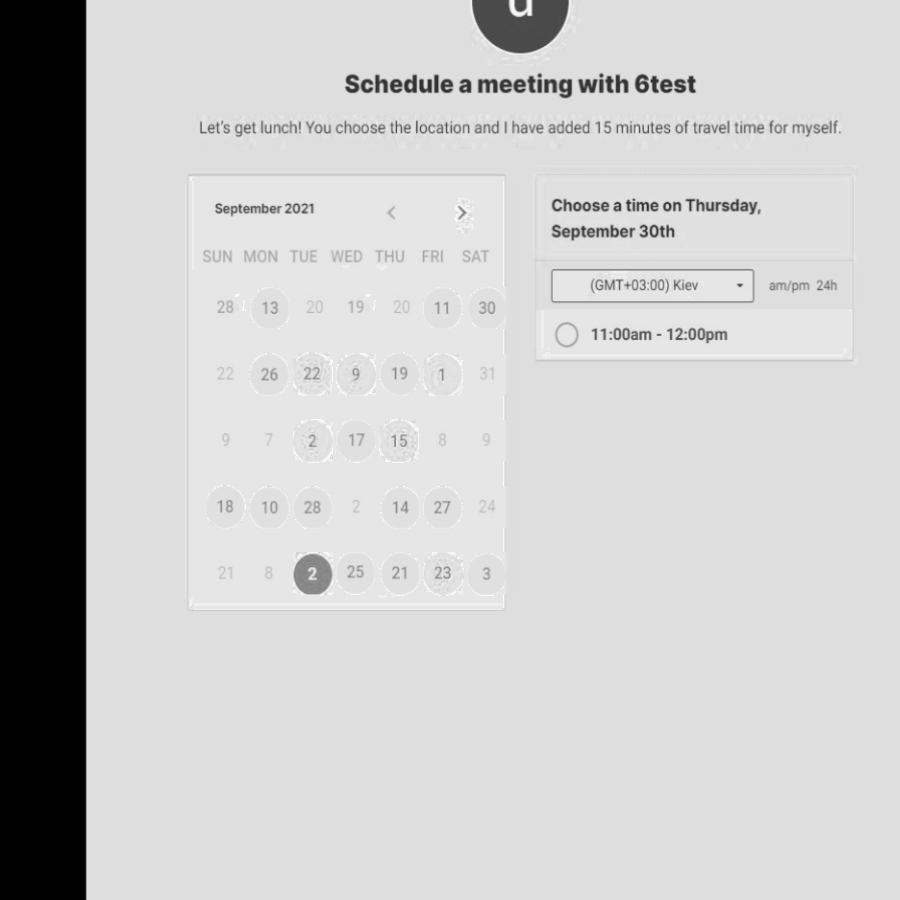 Schedule a meeting with 6test
Let's get lunch! You choose the location and I have added 15 minutes of travel time for myself.
September 2021
SUN MON TUE WED THU FRI SAT
28 13 20 19 20 11 30
22 26 22 9 19 1 31
9 7 2 17 15 8 9
18 10 28 2 14 27 24
21 8 2 25 21 23 3
Choose a time on Thursday,
September 30th
(GMT+03:00) Kiev am/pm 24h
11:00am - 12:00pm